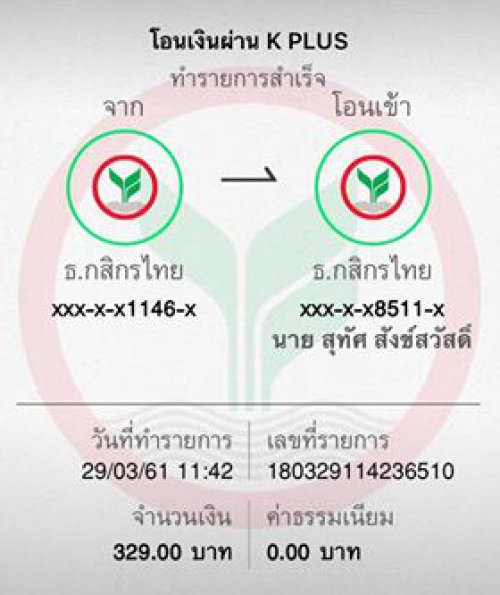 โอนเงินผ่าน K PLUS
ทำรายการสำเร็จ
จาก
โอนเข้า
ธ.กสิกรไทย
ธ.กสิกรไทย
xxx-x-x1146-x
xxx-x-x8511-x
นาย สุทัศ สังข์สวัสดิ์
วันที่ทำรายการ
เลขที่รายการ
29/03/61 11:42
180329114236510
จำนวนเงิน
ค่าธรรมเนียม
329.00 บาท
0.00 บาท